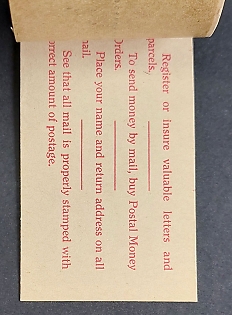 Register or insure valuable letters and
parcels.
To send money by mail, buy Postal Money
Orders.
Place your name and return address on all
mail.
See that all mail is properly stamped with
correct amount of postage.